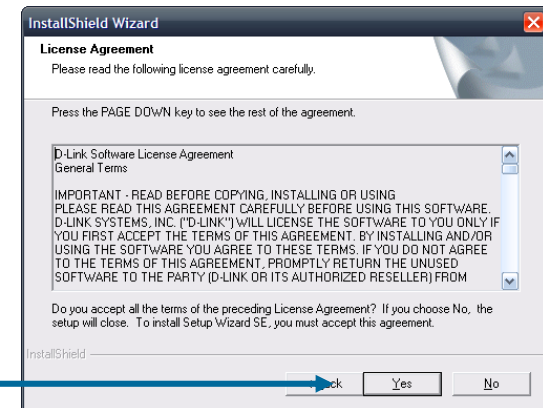 InstallShield Wizard
License Agreement
Please read the following license agreement carefully.
Press the PAGE DOWN key to see the rest of the agreement.
D-Link Software License Agreement
General Terms
IMPORTANT - READ BEFORE COPYING, INSTALLING OR USING
PLEASE READ THIS AGREEMENT CAREFULLY BEFORE USING THIS SOFTWARE.
D-LINK SYSTEMS, INC. ("D-LINK") WILL LICENSE THE SOFTWARE TO YOU ONLY IF
YOU FIRST ACCEPT THE TERMS OF THIS AGREEMENT. BY INSTALLING AND/OR
USING THE SOFTWARE YOU AGREE TO THESE TERMS. IF YOU DO NOT AGREE
TO THE TERMS OF THIS AGREEMENT, PROMPTLY RETURN THE UNUSED
SOFTWARE TO THE PARTY (D-LINK OR ITS AUTHORIZED RESELLER) FROM
Do you accept all the terms of the preceding License Agreement? If you choose No, the
setup will close. To install Setup Wizard SE, you must accept this agreement.
InstallShield
Yes No